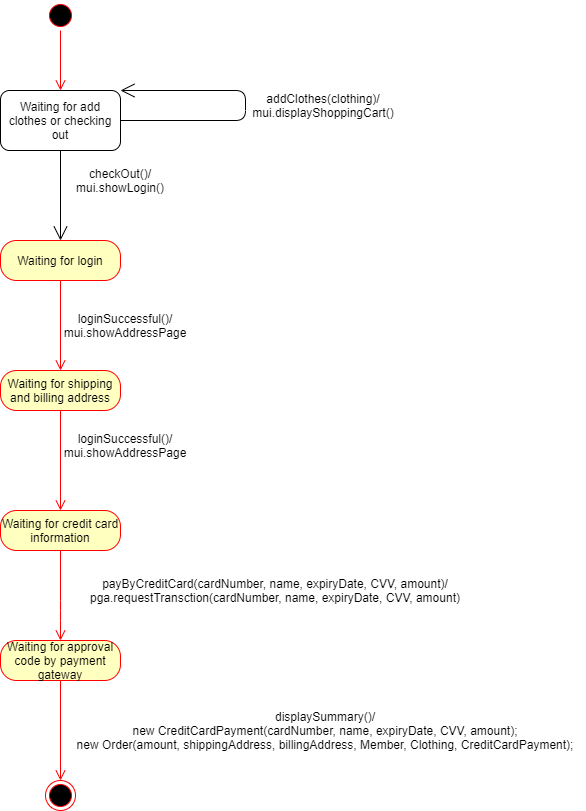 Waiting for add
clothes or checking
out
addClothes(clothing)/
mui.displayShoppingCart()
checkOut()/
mui.showLogin()
Waiting for login
loginSuccessful()/
mui.showAddressPage
Waiting for shipping
and billing address
loginSuccessful()/
mui.showAddressPage
Waiting for credit card
information
payByCreditCard(cardNumber, name, expiryDate, CVV, amount)/
pga.requestTransction(cardNumber, name, expiryDate, CVV, amount)
Waiting for approval
code by payment
gateway
displaySummary()/
new CreditCardPayment(cardNumber, name, expiryDate, CVV, amount);
new Order(amount, shippingAddress, billingAddress, Member, Clothing, CreditCardPayment);